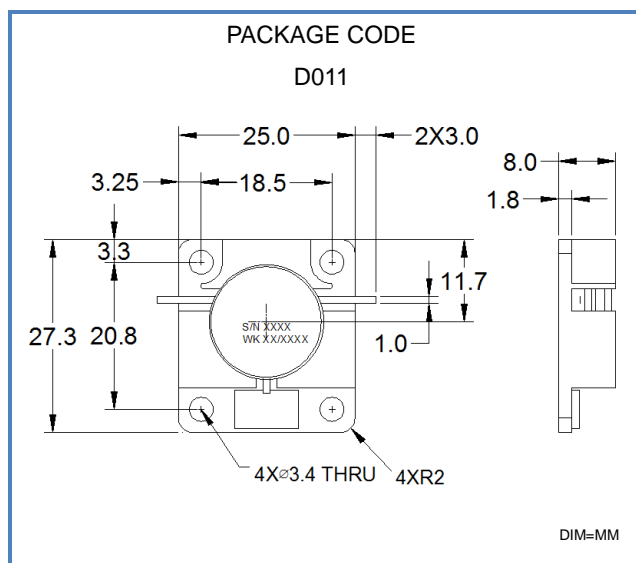 PACKAGE CODE
D011
25.0
2X3.0
8.0
3.25
18.5
1.8
3.3
11.7
27.3
20.8
1.0
S/N XXXX
WK XX/XXXX
4X⌀3.4 THRU
4XR2
DIM=MM